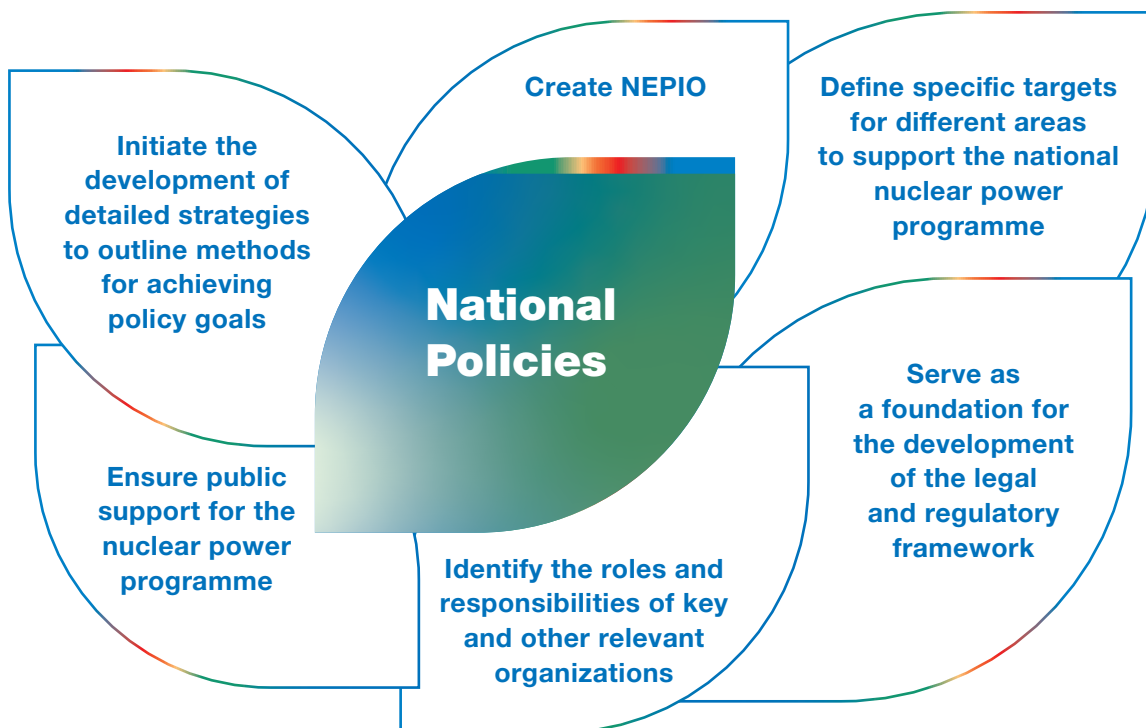 Create NEPIO
Define specific targets
for different areas
to support the national
nuclear power
programme
Initiate the
development of
detailed strategies
to outline methods
for achieving
policy goals
National
Policies
Serve as
a foundation for
the development
of the legal
and regulatory
framework
Ensure public
support for the
nuclear power
programme
Identify the roles and
responsibilities of key
and other relevant
organizations